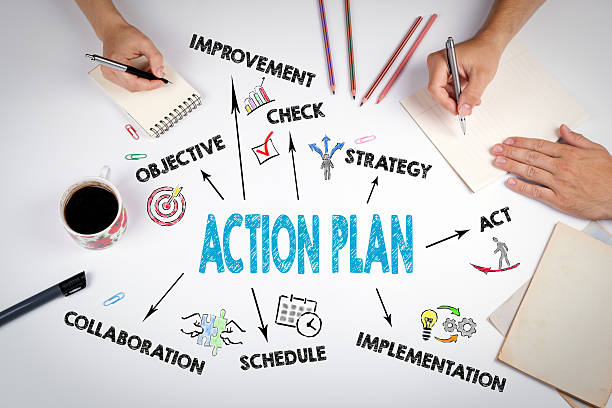 IMPROVEMENT
CHECK
OBJECTIVE
STRATEGY
ACTION PLAN
ACT
COLLABORATION
SCHEDULE
IMPLEMENTATION